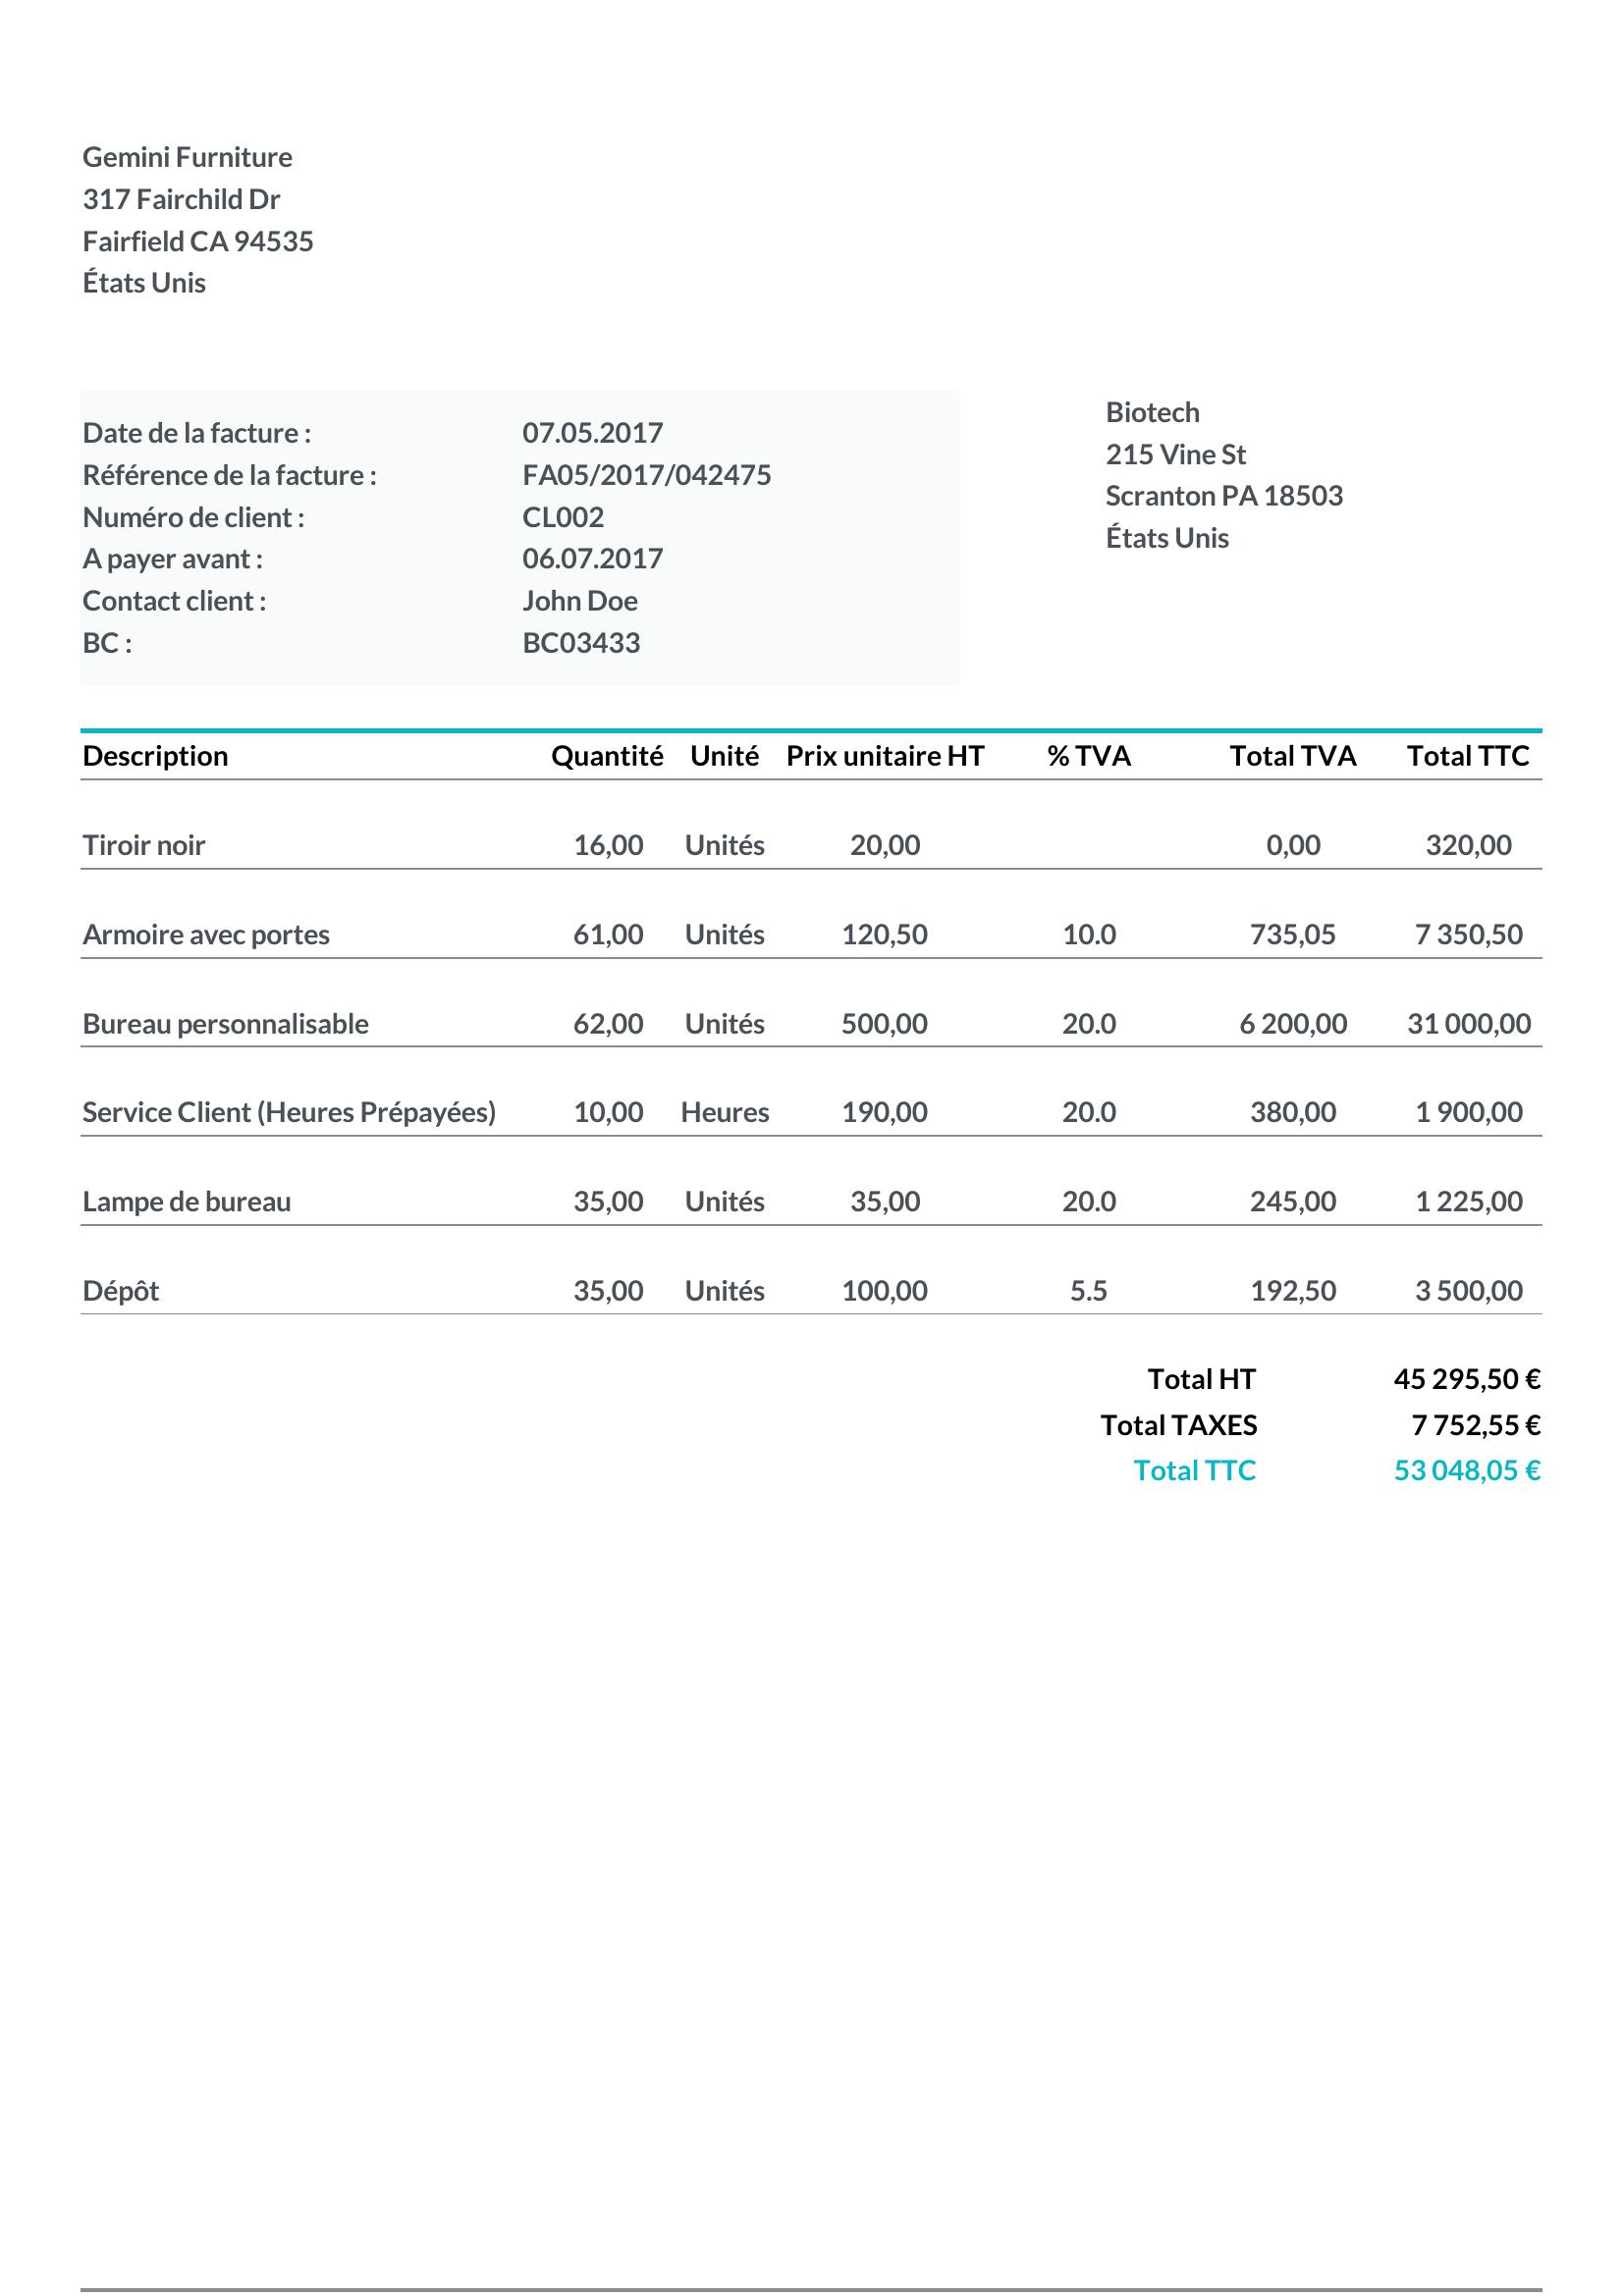 Gemini Furniture
317 Fairchild Dr
Fairfield CA 94535
États Unis
Date de la facture : 07.05.2017
Référence de la facture : FA05/2017/042475
Numéro de client : CL002
A payer avant : 06.07.2017
Contact client : John Doe
BC : BC03433
Biotech
215 Vine St
Scranton PA 18503
États Unis
Description Quantité Unité Prix unitaire HT % TVA Total TVA Total TTC
Tiroir noir 16,00 Unités 20,00 0,00 320,00
Armoire avec portes 61,00 Unités 120,50 10.0 735,05 7 350,50
Bureau personnalisable 62,00 Unités 500,00 20.0 6 200,00 31 000,00
Service Client (Heures Prépayées) 10,00 Heures 190,00 20.0 380,00 1 900,00
Lampe de bureau 35,00 Unités 35,00 20.0 245,00 1 225,00
Dépôt 35,00 Unités 100,00 5.5 192,50 3 500,00
Total HT 45 295,50 €
Total TAXES 7 752,55 €
Total TTC 53 048,05 €